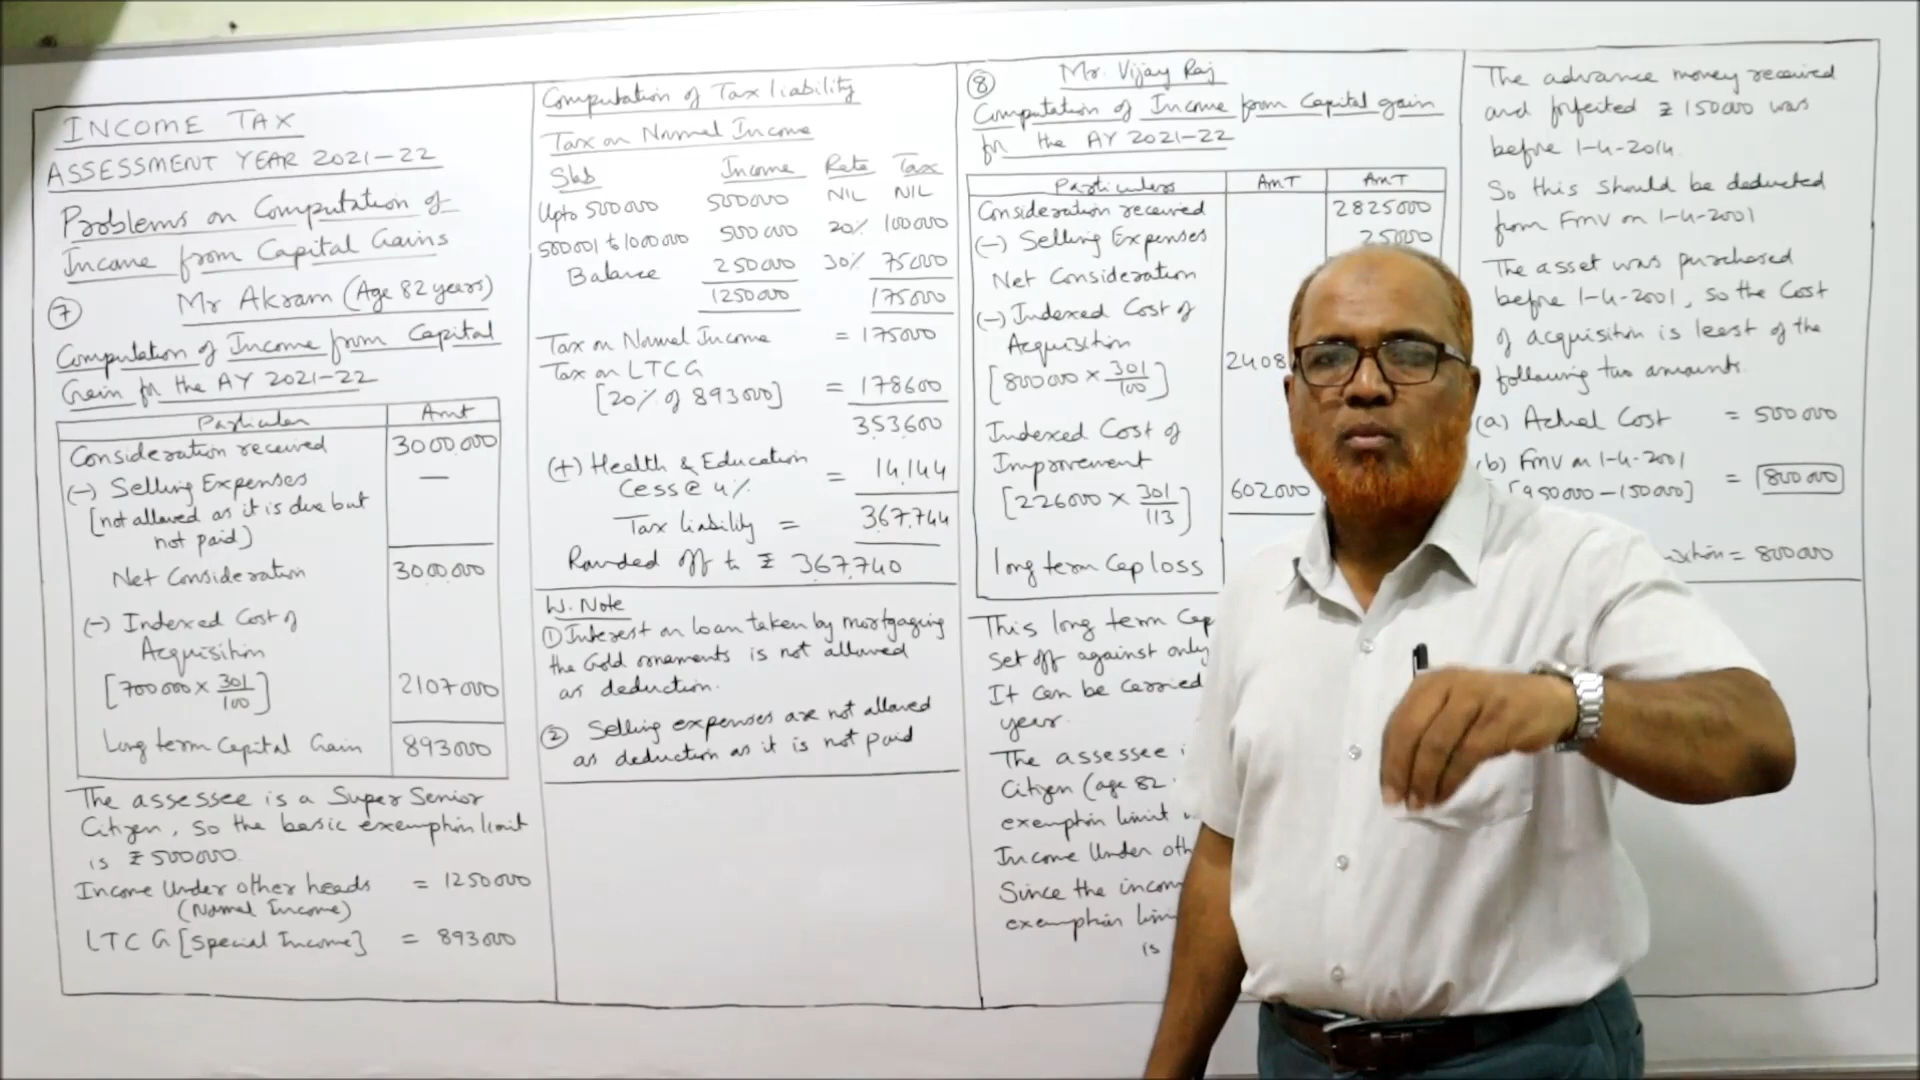 INCOME TAX
ASSESSMENT YEAR 2021-22
Problems on Computation of
Income from Capital Gains
⑦ Mr Akram (Age 82 years)
Computation of Income from Capital
Gain for the AY 2021-22
Particular Amt
Consideration received 3000000
(-) Selling Expenses —
[not allowed as it is due but
not paid]
Net Consideration 3000000
(-) Indexed Cost of
Acquisition
[700000 × 301/100] 2107000
Long term Capital Gain 893000
The assessee is a Super Senior
Citizen, So the basic exemption limit
is ₹ 500000
Income Under other heads = 1250000
(Normal Income)
LTCG [Special Income] = 893000
Computation of Tax liability
Tax on Normal Income
Slab Income Rate Tax
Upto 500000 500000 NIL NIL
500001 to 1000000 500000 20% 100000
Balance 250000 30% 75000
1250000 175000
Tax on Normal Income = 175000
Tax on LTCG
[20% of 893000] = 178600
353600
(+) Health & Education
Cess @ 4% = 14,144
Tax liability = 367,744
Rounded off to ₹ 367,740
W. Note
① Interest on loan taken by mortgaging
the Gold ornaments is not allowed
as deduction.
② Selling expenses are not allowed
as deduction as it is not paid
⑧ Mr. Vijay Raj
Computation of Income from Capital gain
for the AY 2021-22
Particulars AMT AMT
Consideration received 2825000
(-) Selling Expenses 25000
Net Consideration
(-) Indexed Cost of
Acquisition
[800000 × 301/100] 2408
Indexed Cost of
Improvement
[226000 × 301/113] 602000
long term Cap loss
This long term Cap
Set off against only
It can be carried
year.
The assessee i
Citizen (age 82
exemption limit
Income Under oth
Since the incom
exemption limi
is
The advance money received
and forfeited ₹ 150000 was
before 1-4-2014.
So this should be deducted
from FMV on 1-4-2001
The asset was purchased
before 1-4-2001, so the Cost
of acquisition is least of the
following two amounts.
(a) Actual Cost = 500000
(b) FMV on 1-4-2001
[950000 - 150000] = 800000
isition = 800000